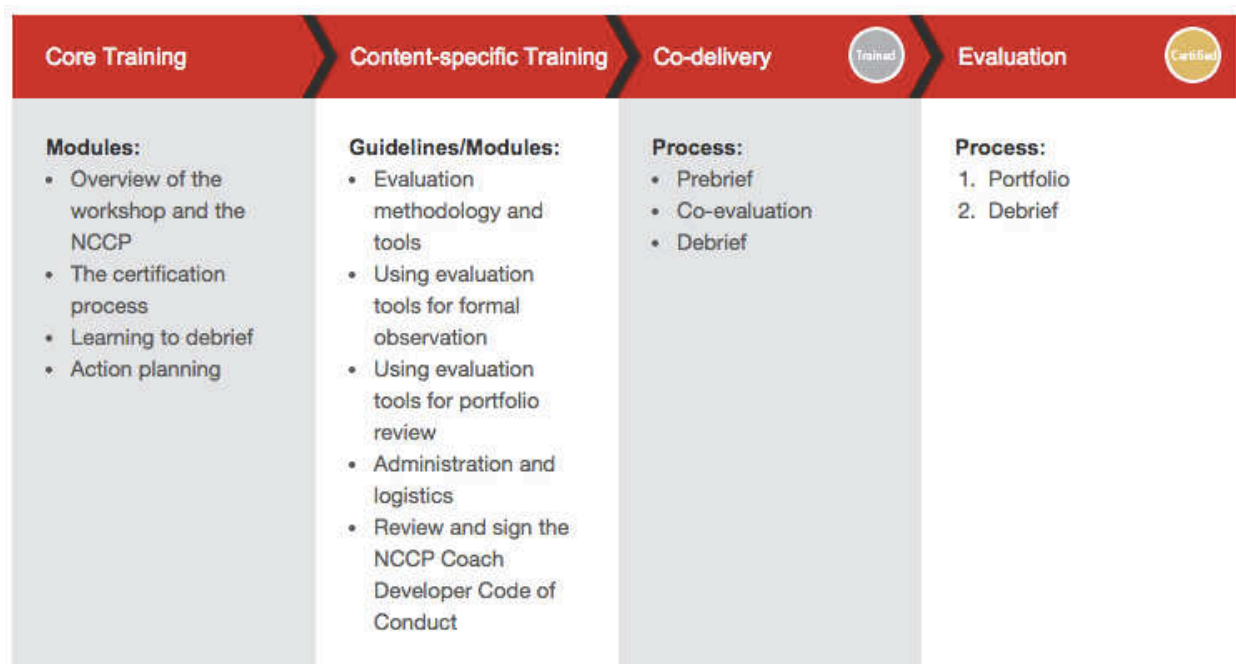 Core Training
Content-specific Training
Co-delivery
Trained
Evaluation
Certified
Modules:
• Overview of the
workshop and the
NCCP
• The certification
process
• Learning to debrief
• Action planning
Guidelines/Modules:
• Evaluation
methodology and
tools
• Using evaluation
tools for formal
observation
• Using evaluation
tools for portfolio
review
• Administration and
logistics
• Review and sign the
NCCP Coach
Developer Code of
Conduct
Process:
• Prebrief
• Co-evaluation
• Debrief
Process:
1. Portfolio
2. Debrief